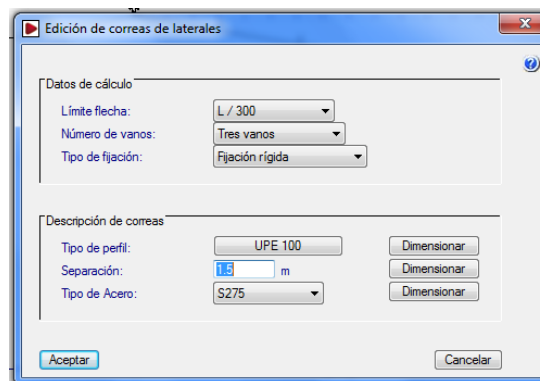 Edición de correas de laterales
Datos de cálculo
Límite flecha: L / 300
Número de vanos: Tres vanos
Tipo de fijación: Fijación rígida
Descripción de correas
Tipo de perfil: UPE 100 Dimensionar
Separación: 1.5 m Dimensionar
Tipo de Acero: S275 Dimensionar
Aceptar Cancelar